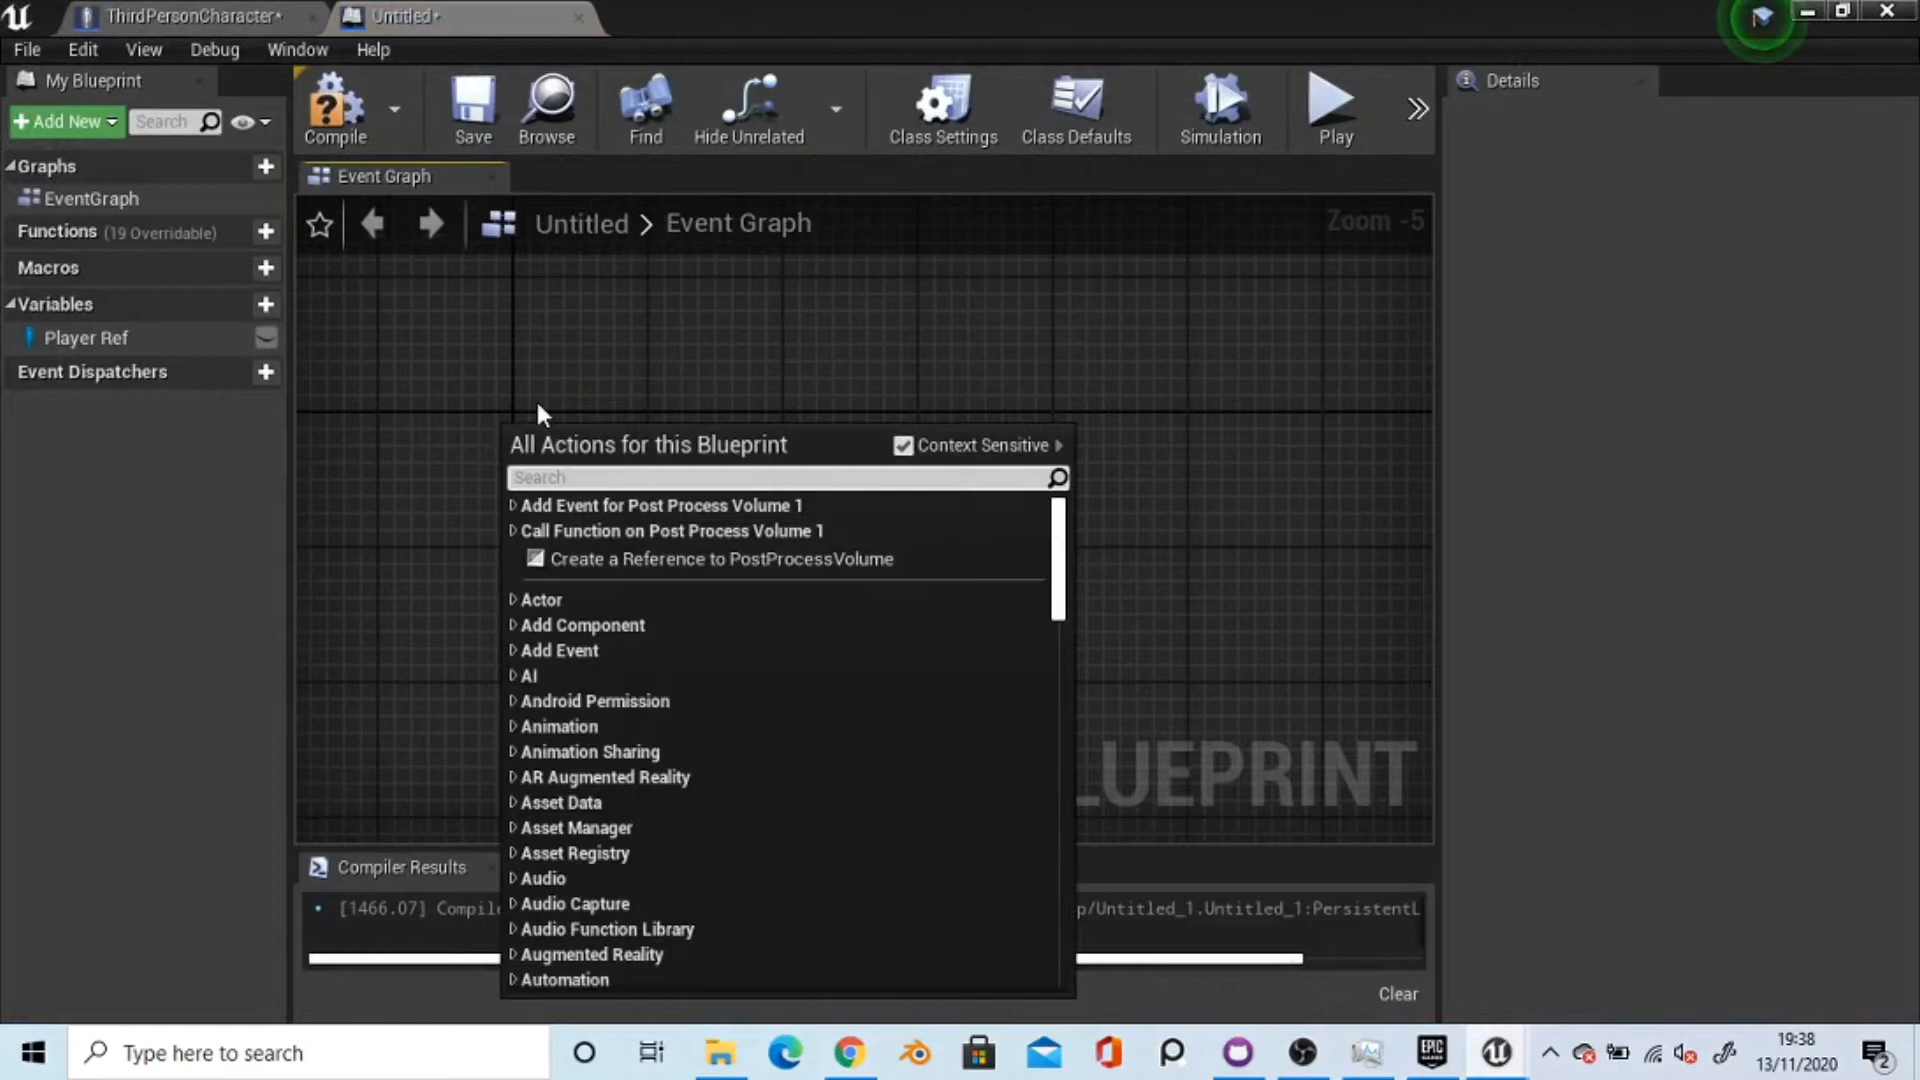 ThirdPersonCharacter*
Untitled*
File Edit View Debug Window Help
My Blueprint
Add New
Search
Compile
Save
Browse
Find
Hide Unrelated
Class Settings
Class Defaults
Simulation
Play
Details
Graphs
EventGraph
Functions (19 Overridable)
Macros
Variables
Player Ref
Event Dispatchers
Event Graph
Untitled > Event Graph
Zoom -5
All Actions for this Blueprint
Context Sensitive
Search
Add Event for Post Process Volume 1
Call Function on Post Process Volume 1
Create a Reference to PostProcessVolume
Actor
Add Component
Add Event
AI
Android Permission
Animation
Animation Sharing
AR Augmented Reality
Asset Data
Asset Manager
Asset Registry
Audio
Audio Capture
Audio Function Library
Augmented Reality
Automation
LUEPRINT
Compiler Results
[1466.07] Compile
p/Untitled_1.Untitled_1:PersistentL
Clear
Type here to search
EPIC GAMES
19:38
13/11/2020
2